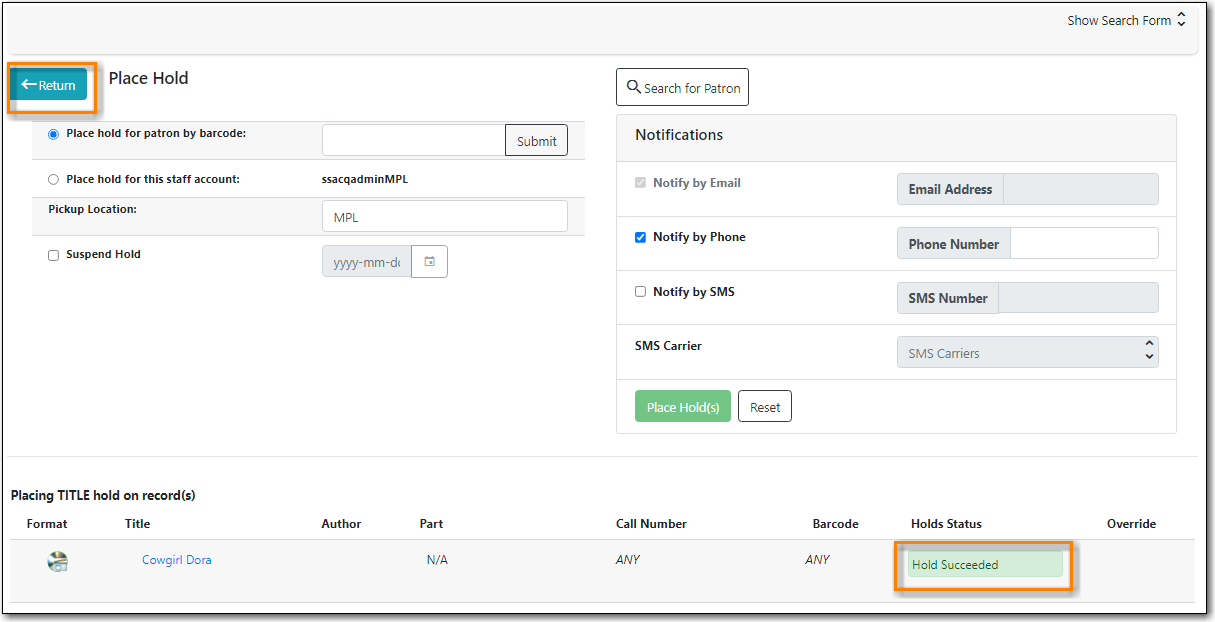 Show Search Form
Return
Place Hold
Search for Patron
Place hold for patron by barcode:
Submit
Place hold for this staff account:
ssacqadminMPL
Pickup Location:
MPL
Suspend Hold
yyyy-mm-dd
Notifications
Notify by Email
Email Address
Notify by Phone
Phone Number
Notify by SMS
SMS Number
SMS Carrier
SMS Carriers
Place Hold(s)
Reset
Placing TITLE hold on record(s)
Format Title Author Part Call Number Barcode Holds Status Override
Cowgirl Dora N/A ANY ANY Hold Succeeded